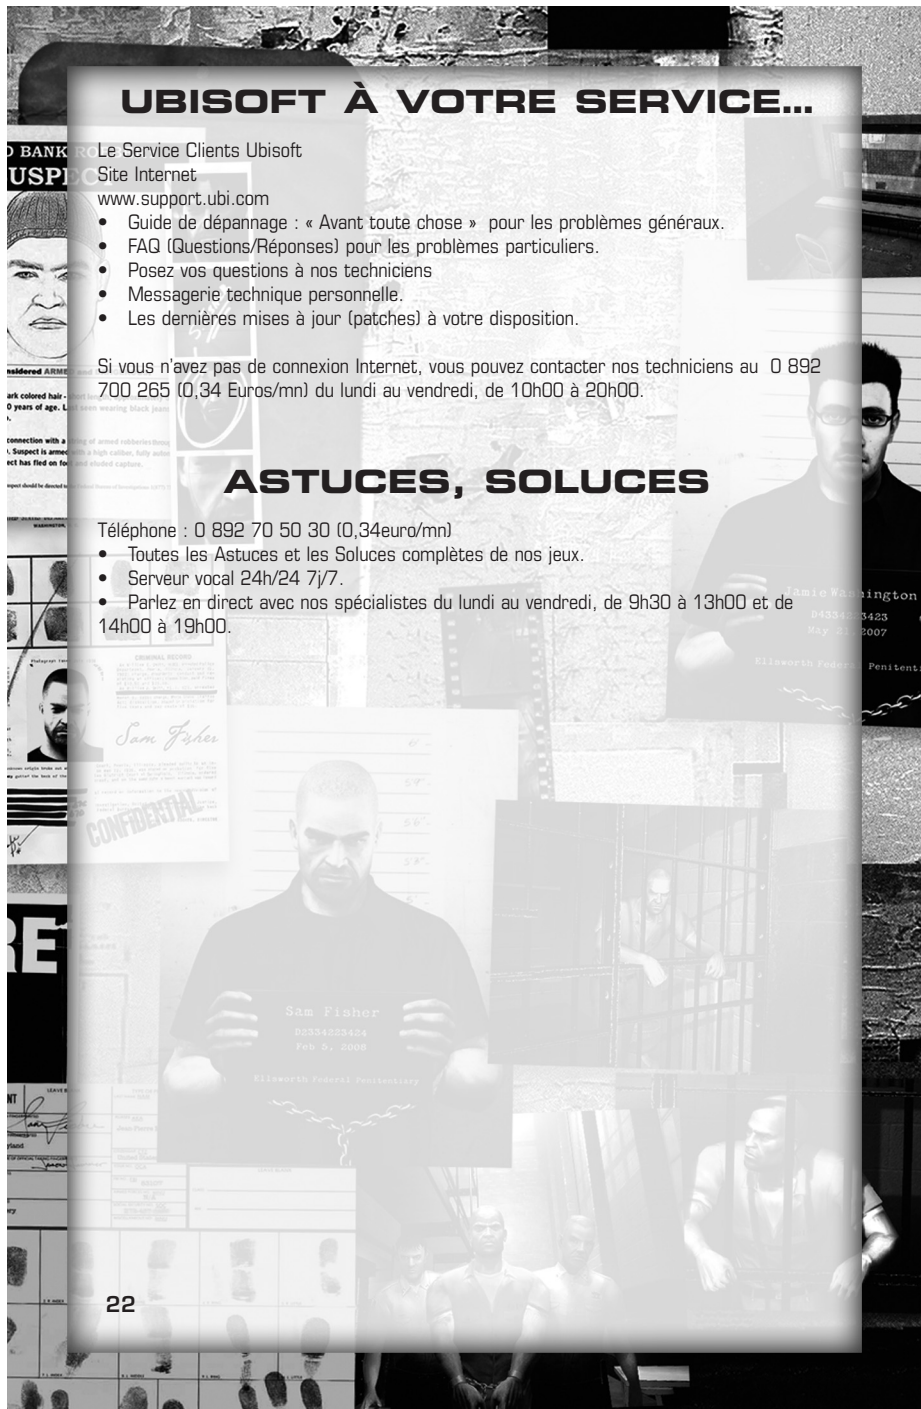 UBISOFT À VOTRE SERVICE...
Le Service Clients Ubisoft
Site Internet
www.support.ubi.com
• Guide de dépannage : « Avant toute chose » pour les problèmes généraux.
• FAQ (Questions/Réponses) pour les problèmes particuliers.
• Posez vos questions à nos techniciens
• Messagerie technique personnelle.
• Les dernières mises à jour (patches) à votre disposition.
Si vous n'avez pas de connexion Internet, vous pouvez contacter nos techniciens au 0 892
700 265 (0,34 Euros/mn) du lundi au vendredi, de 10h00 à 20h00.
ASTUCES, SOLUCES
Téléphone : 0 892 70 50 30 (0,34euro/mn)
• Toutes les Astuces et les Soluces complètes de nos jeux.
• Serveur vocal 24h/24 7j/7.
• Parlez en direct avec nos spécialistes du lundi au vendredi, de 9h30 à 13h00 et de
14h00 à 19h00.
Jamie Washington
May 21, 2007
Ellsworth Federal Penitenti
CRIMINAL RECORD
Sam Fisher
CONFIDENTIAL
Sam Fisher
D2334223424
Feb 5, 2008
Ellsworth Federl Penitentiary
22